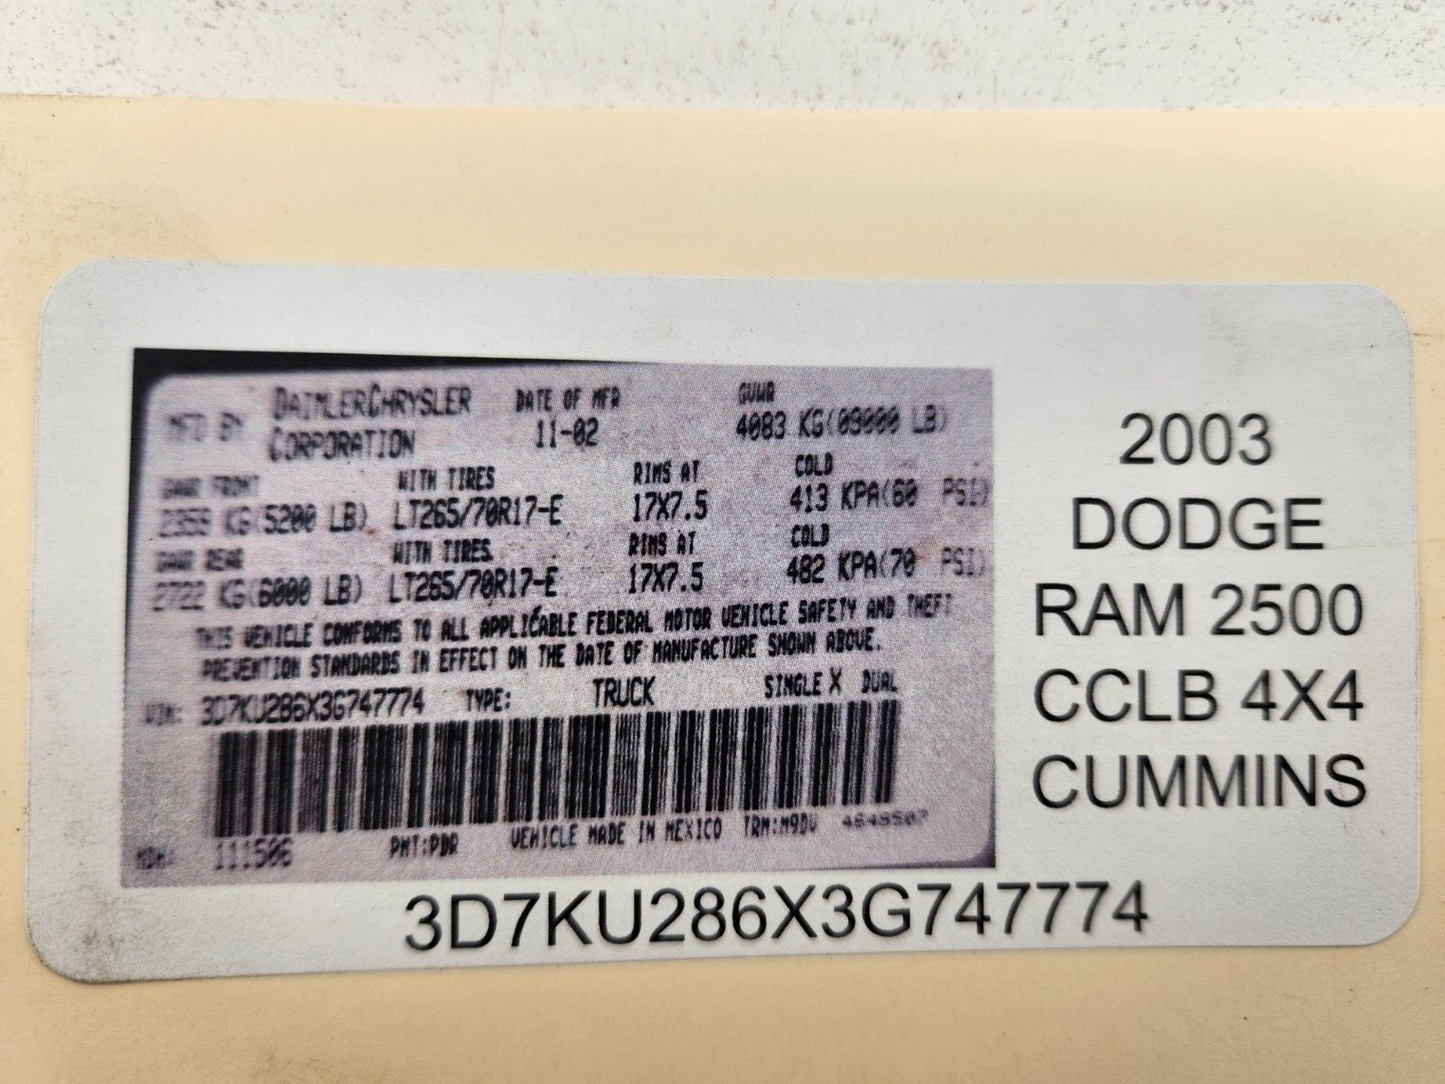 MFD BY DAIMLERCHRYSLER CORPORATION
DATE OF MFR 11-02
GVWR 4083 KG(09000 LB)
GAWR FRONT WITH TIRES RIMS AT COLD
2359 KG(5200 LB) LT265/70R17-E 17X7.5 413 KPA(60 PSI)
GAWR REAR WITH TIRES RIMS AT COLD
2722 KG(6000 LB) LT265/70R17-E 17X7.5 482 KPA(70 PSI)
THIS VEHICLE CONFORMS TO ALL APPLICABLE FEDERAL MOTOR VEHICLE SAFETY AND THEFT
PREVENTION STANDARDS IN EFFECT ON THE DATE OF MANUFACTURE SHOWN ABOVE.
VIN: 3D7KU286X3G747774 TYPE: TRUCK SINGLE X DUAL
MDH: 111506 PNT:PDR VEHICLE MADE IN MEXICO TRM:M9DV
2003
DODGE
RAM 2500
CCLB 4X4
CUMMINS
3D7KU286X3G747774